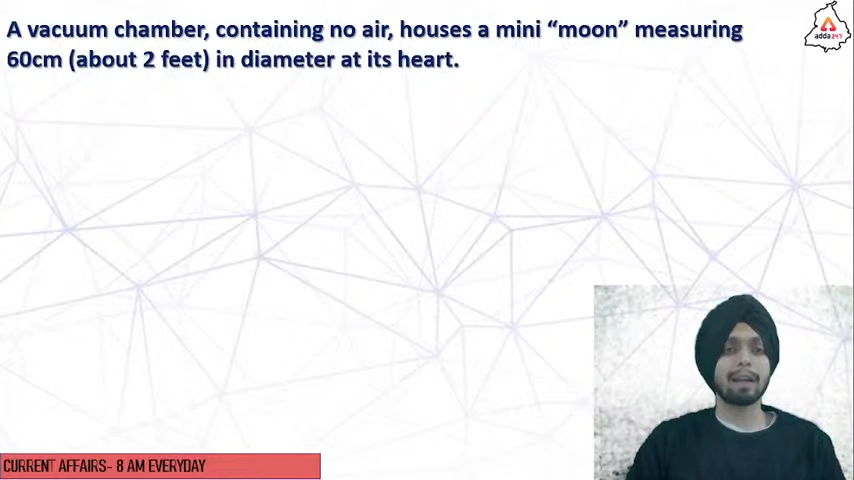 A vacuum chamber, containing no air, houses a mini “moon” measuring
60cm (about 2 feet) in diameter at its heart.
adda247
CURRENT AFFAIRS- 8 AM EVERYDAY